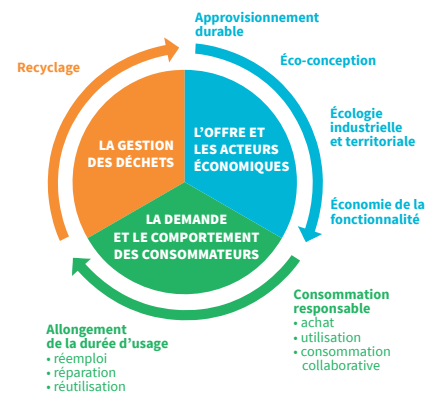 Approvisionnement
durable
Éco-conception
Écologie
industrielle
et territoriale
Économie de la
fonctionnalité
Recyclage
LA GESTION
DES DÉCHETS
L’OFFRE ET
LES ACTEURS
ÉCONOMIQUES
LA DEMANDE
ET LE COMPORTEMENT
DES CONSOMMATEURS
Consommation
responsable
• achat
• utilisation
• consommation
collaborative
Allongement
de la durée d’usage
• réemploi
• réparation
• réutilisation